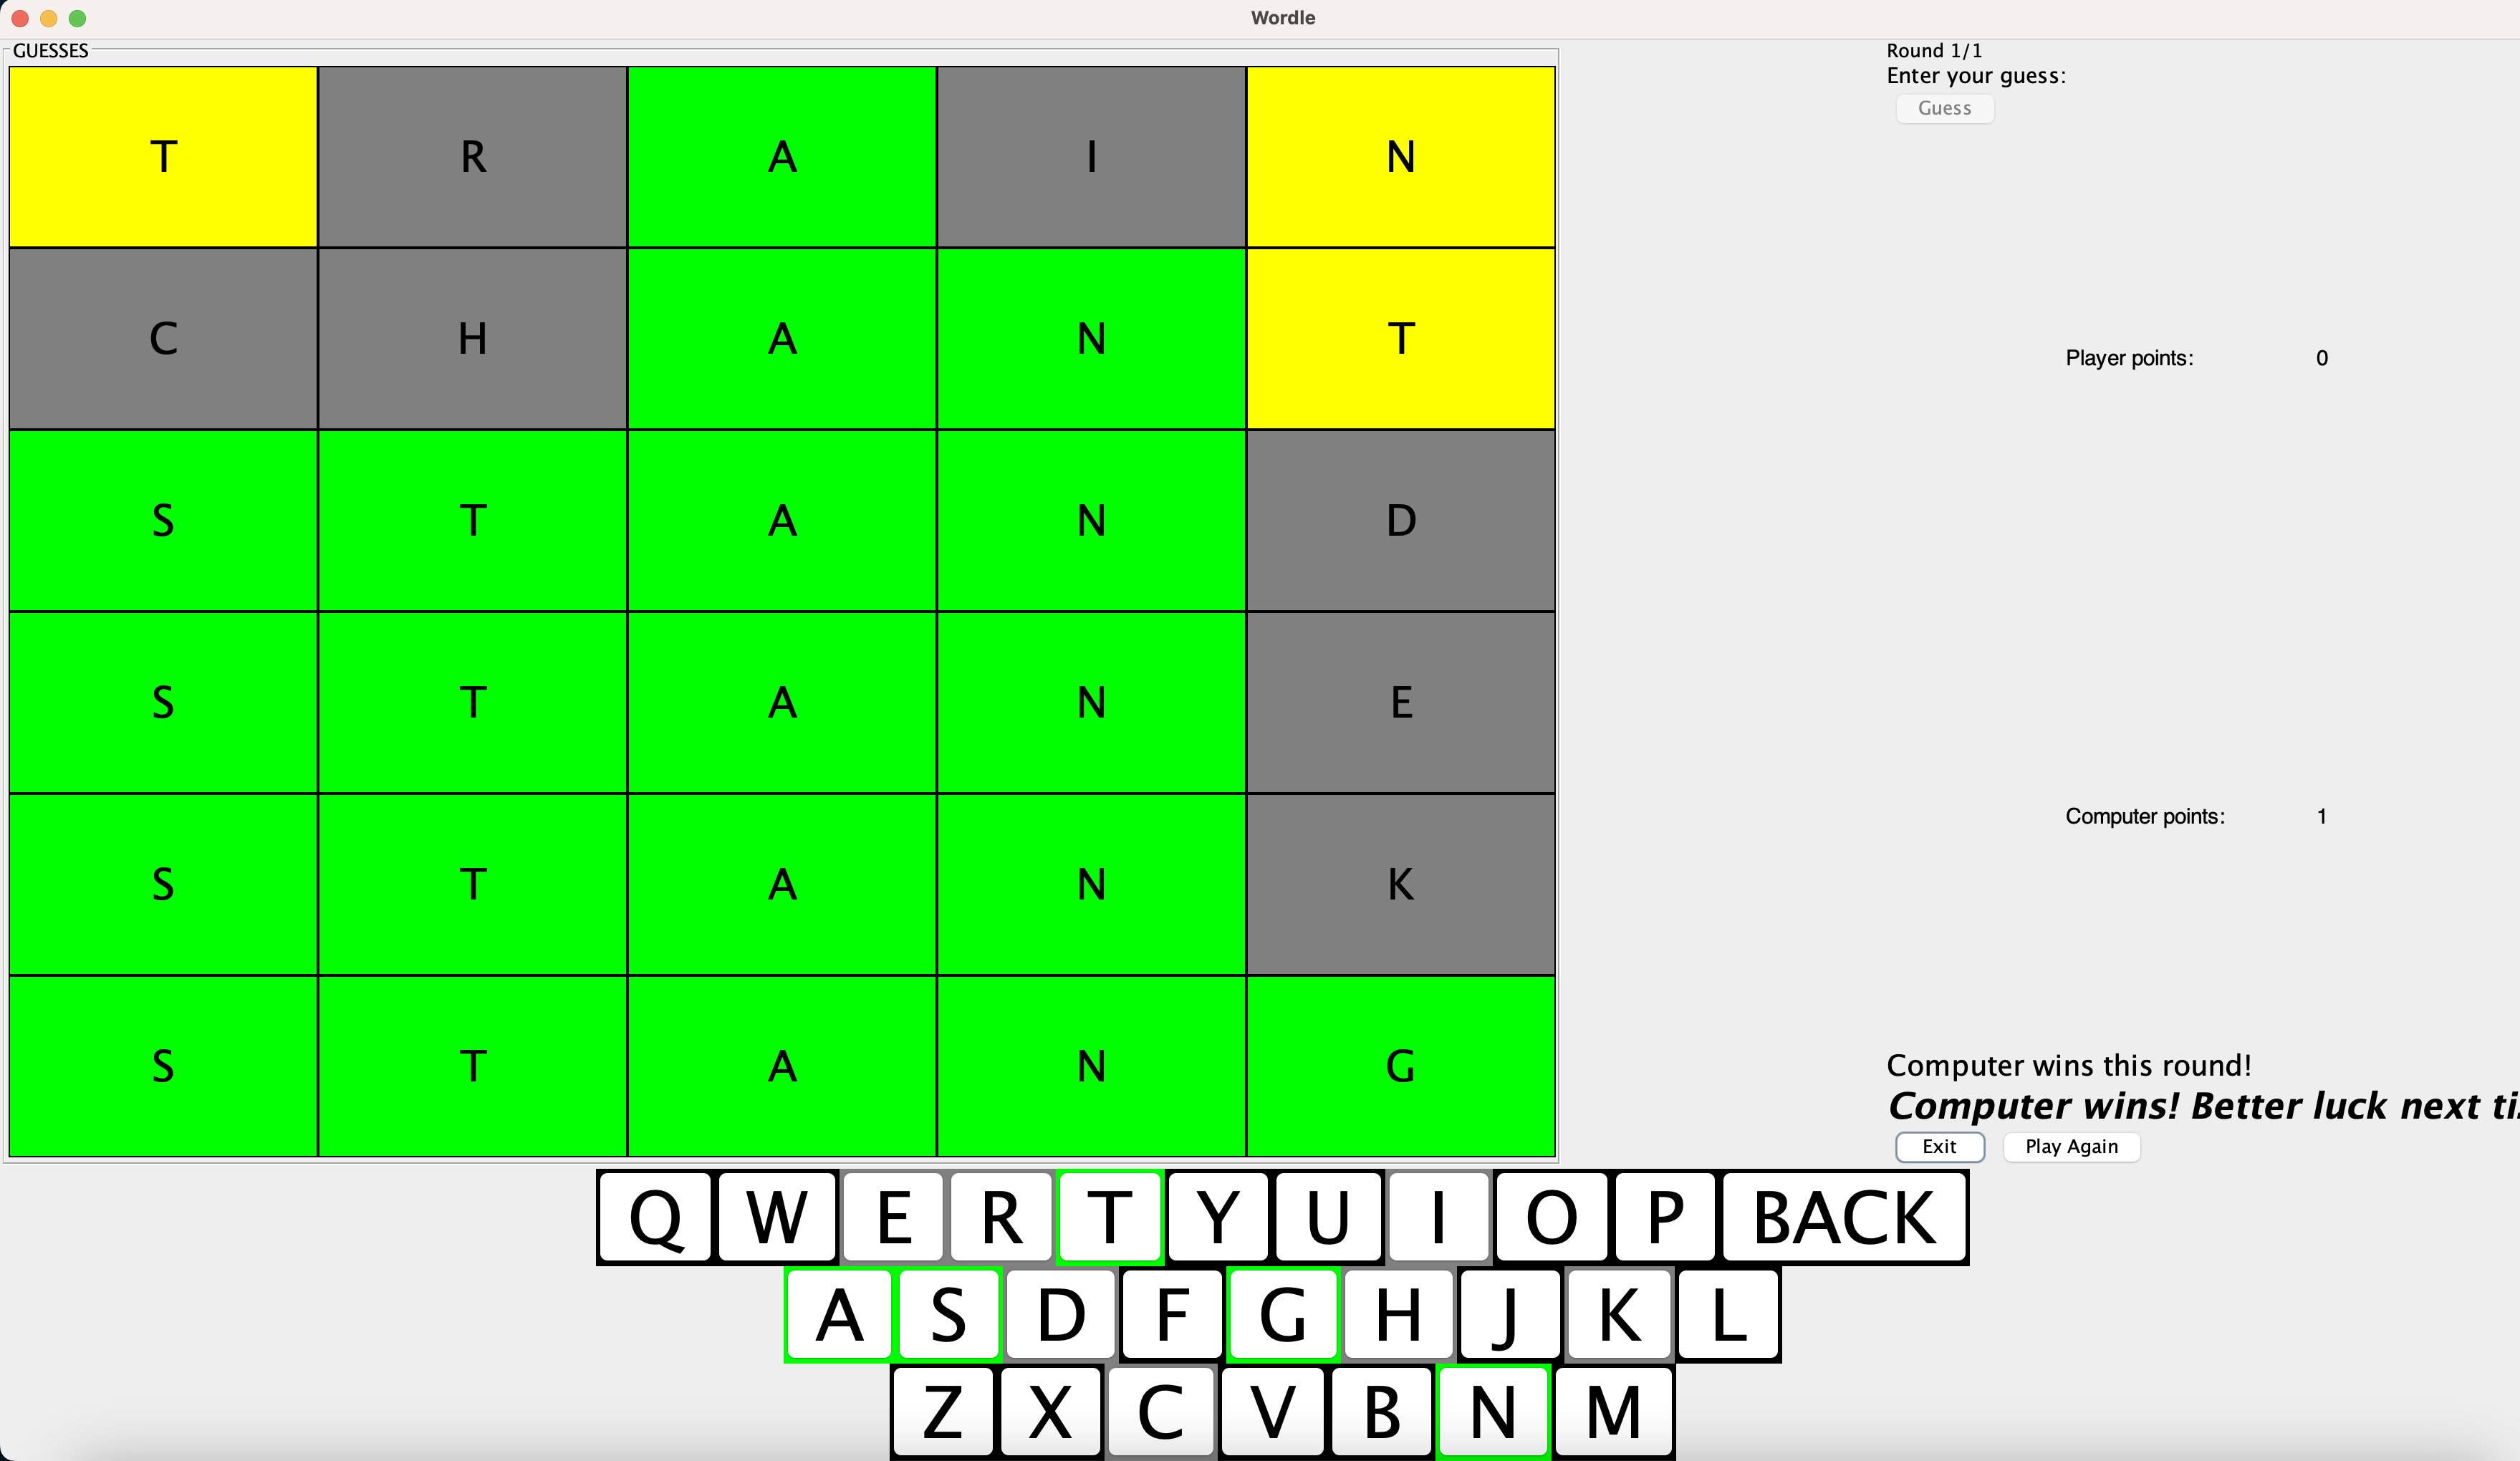 Wordle
GUESSES
Round 1/1
Enter your guess:
Guess
T R A I N
C H A N T
S T A N D
S T A N E
S T A N K
S T A N G
Player points: 0
Computer points: 1
Computer wins this round!
Computer wins! Better luck next ti
Exit Play Again
Q W E R T Y U I O P BACK
A S D F G H J K L
Z X C V B N M